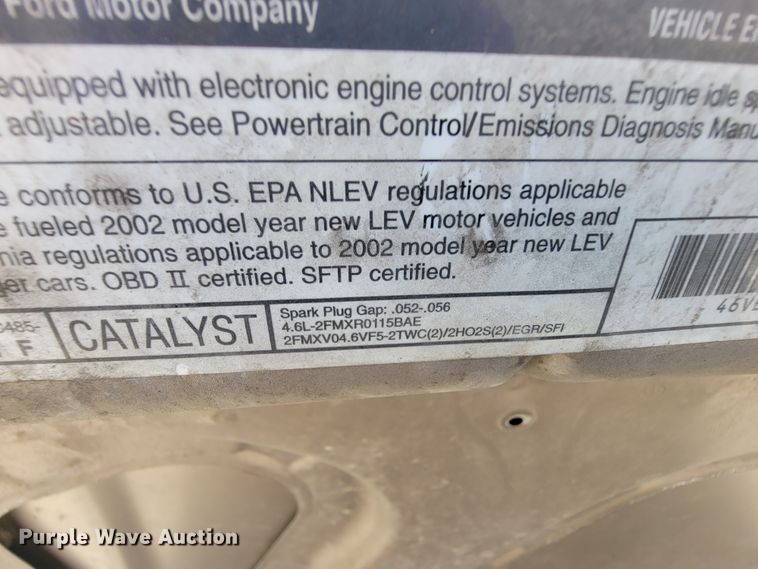 Ford Motor Company
VEHICLE
equipped with electronic engine control systems. Engine idle
adjustable. See Powertrain Control/Emissions Diagnosis
conforms to U.S. EPA NLEV regulations applicable
fueled 2002 model year new LEV motor vehicles and
regulations applicable to 2002 model year new LEV
cars. OBD II certified. SFTP certified.
CATALYST
F
Spark Plug Gap: .052-.056
4.6L-2FMXR0115BAE
2FMXV04.6VF5-2TWC(2)/2HO2S(2)/EGR/SFI
Purple Wave Auction